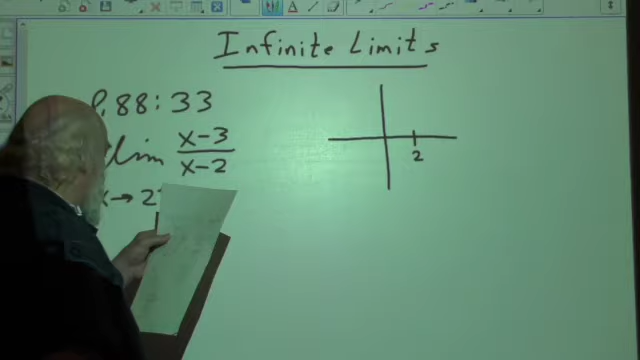 Infinite Limits
P. 88: 33
lim x-3
x-2
x → 2
2